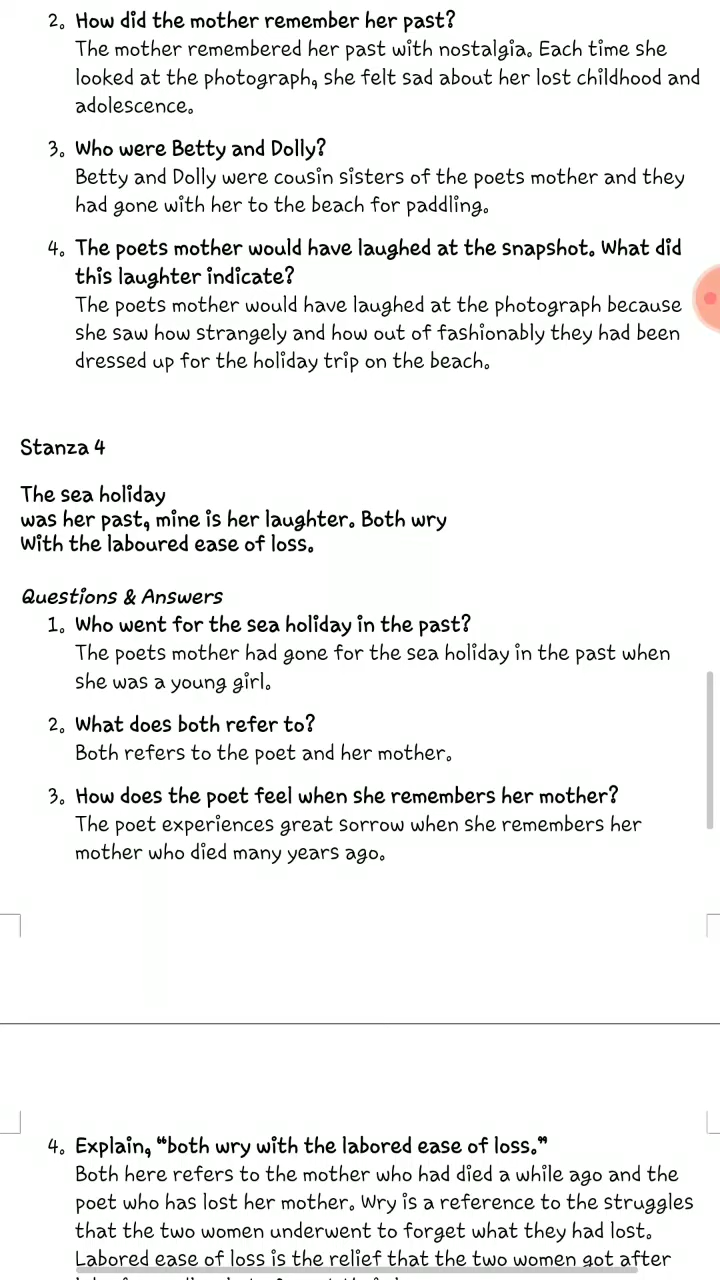 2. How did the mother remember her past?
The mother remembered her past with nostalgia. Each time she
looked at the photograph, she felt sad about her lost childhood and
adolescence.
3. Who were Betty and Dolly?
Betty and Dolly were cousin sisters of the poets mother and they
had gone with her to the beach for paddling.
4. The poets mother would have laughed at the snapshot. What did
this laughter indicate?
The poets mother would have laughed at the photograph because
she saw how strangely and how out of fashionably they had been
dressed up for the holiday trip on the beach.
Stanza 4
The sea holiday
was her past, mine is her laughter. Both wry
With the laboured ease of loss.
Questions & Answers
1. Who went for the sea holiday in the past?
The poets mother had gone for the sea holiday in the past when
she was a young girl.
2. What does both refer to?
Both refers to the poet and her mother.
3. How does the poet feel when she remembers her mother?
The poet experiences great sorrow when she remembers her
mother who died many years ago.
4. Explain, “both wry with the labored ease of loss.”
Both here refers to the mother who had died a while ago and the
poet who has lost her mother. Wry is a reference to the struggles
that the two women underwent to forget what they had lost.
Labored ease of loss is the relief that the two women got after